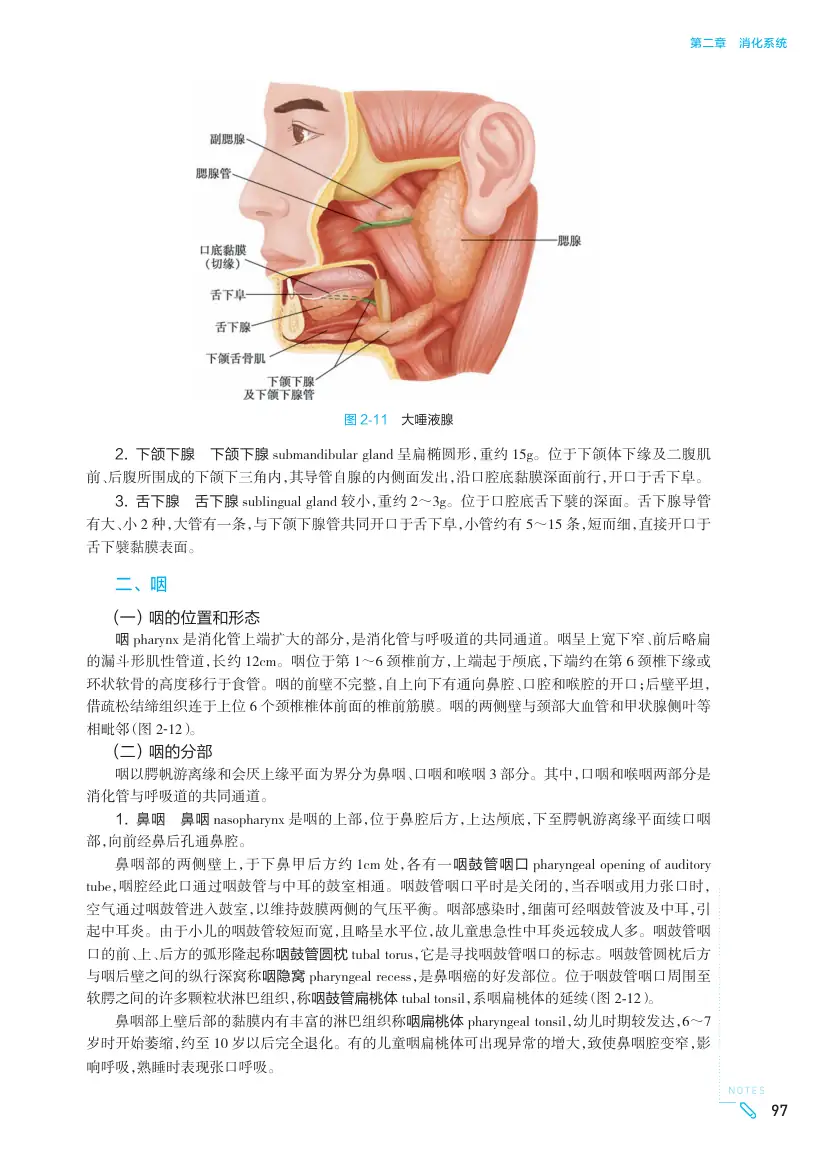 第二章 消化系统
副腮腺
腮腺管
腮腺
口底黏膜
（切缘）
舌下阜
舌下腺
下颌舌骨肌
下颌下腺
及下颌下腺管
图 2-11 大唾液腺
2. 下颌下腺 下颌下腺 submandibular gland 呈扁椭圆形，重约 15g。位于下颌体下缘及二腹肌
前、后腹所围成的下颌下三角内，其导管自腺的内侧面发出，沿口腔底黏膜深面前行，开口于舌下阜。
3. 舌下腺 舌下腺 sublingual gland 较小，重约 2～3g。位于口腔底舌下襞的深面。舌下腺导管
有大、小 2 种，大管有一条，与下颌下腺管共同开口于舌下阜，小管约有 5～15 条，短而细，直接开口于
舌下襞黏膜表面。
二、咽
（一）咽的位置和形态
咽 pharynx 是消化管上端扩大的部分，是消化管与呼吸道的共同通道。咽呈上宽下窄、前后略扁
的漏斗形肌性管道，长约 12cm。咽位于第 1～6 颈椎前方，上端起于颅底，下端约在第 6 颈椎下缘或
环状软骨的高度移行于食管。咽的前壁不完整，自上向下有通向鼻腔、口腔和喉腔的开口；后壁平坦，
借疏松结缔组织连于上位 6 个颈椎椎体前面的椎前筋膜。咽的两侧壁与颈部大血管和甲状腺侧叶等
相毗邻（图 2-12）。
（二）咽的分部
咽以腭帆游离缘和会厌上缘平面为界分为鼻咽、口咽和喉咽 3 部分。其中，口咽和喉咽两部分是
消化管与呼吸道的共同通道。
1. 鼻咽 鼻咽 nasopharynx 是咽的上部，位于鼻腔后方，上达颅底，下至腭帆游离缘平面续口咽
部，向前经鼻后孔通鼻腔。
鼻咽部的两侧壁上，于下鼻甲后方约 1cm 处，各有一咽鼓管咽口 pharyngeal opening of auditory
tube，咽腔经此口通过咽鼓管与中耳的鼓室相通。咽鼓管咽口平时是关闭的，当吞咽或用力张口时，
空气通过咽鼓管进入鼓室，以维持鼓膜两侧的气压平衡。咽部感染时，细菌可经咽鼓管波及中耳，引
起中耳炎。由于小儿的咽鼓管较短而宽，且略呈水平位，故儿童患急性中耳炎远较成人多。咽鼓管咽
口的前、上、后方的弧形隆起称咽鼓管圆枕 tubal torus，它是寻找咽鼓管咽口的标志。咽鼓管圆枕后方
与咽后壁之间的纵行深窝称咽隐窝 pharyngeal recess，是鼻咽癌的好发部位。位于咽鼓管咽口周围至
软腭之间的许多颗粒状淋巴组织，称咽鼓管扁桃体 tubal tonsil，系咽扁桃体的延续（图 2-12）。
鼻咽部上壁后部的黏膜内有丰富的淋巴组织称咽扁桃体 pharyngeal tonsil，幼儿时期较发达，6～7
岁时开始萎缩，约至 10 岁以后完全退化。有的儿童咽扁桃体可出现异常的增大，致使鼻咽腔变窄，影
响呼吸，熟睡时表现张口呼吸。
NOTES
97